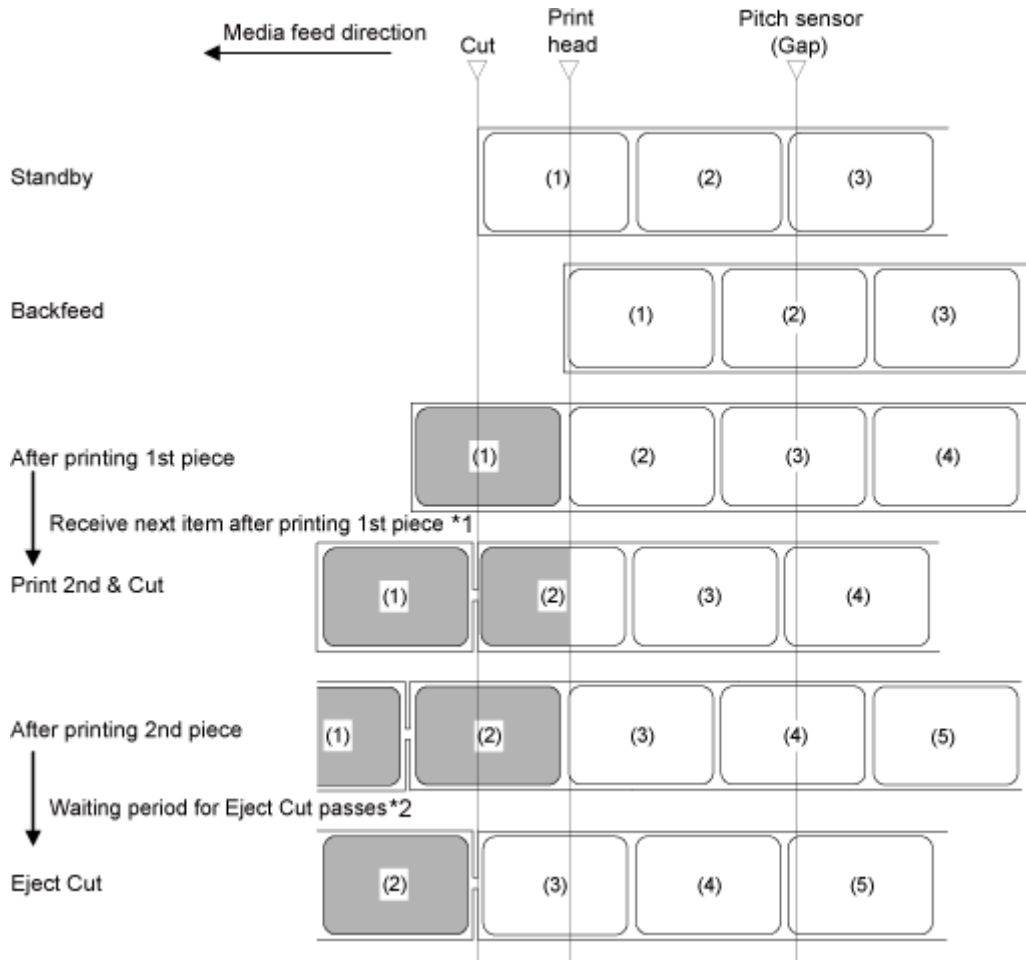 Media feed direction
Cut
Print
head
Pitch sensor
(Gap)
Standby
(1)
(2)
(3)
Backfeed
(1)
(2)
(3)
After printing 1st piece
(1)
(2)
(3)
(4)
Receive next item after printing 1st piece *1
Print 2nd & Cut
(1)
(2)
(3)
(4)
After printing 2nd piece
(1)
(2)
(3)
(4)
(5)
Waiting period for Eject Cut passes*2
Eject Cut
(2)
(3)
(4)
(5)